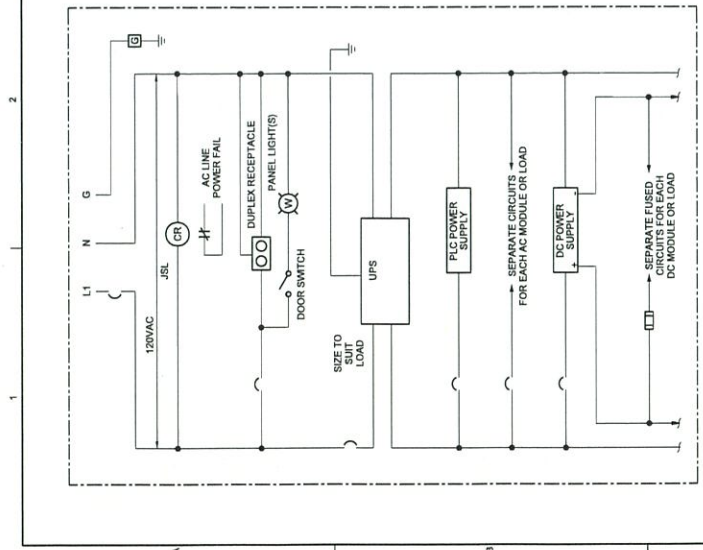 2
1
L1
N
G
G
120VAC
CR
JSL
AC LINE
POWER FAIL
DUPLEX RECEPTACLE
PANEL LIGHT(S)
W
DOOR SWITCH
SIZE TO
SUIT
LOAD
UPS
PLC POWER
SUPPLY
SEPARATE CIRCUITS
FOR EACH AC MODULE OR LOAD
DC POWER
SUPPLY
+
-
SEPARATE FUSED
CIRCUITS FOR EACH
DC MODULE OR LOAD
B